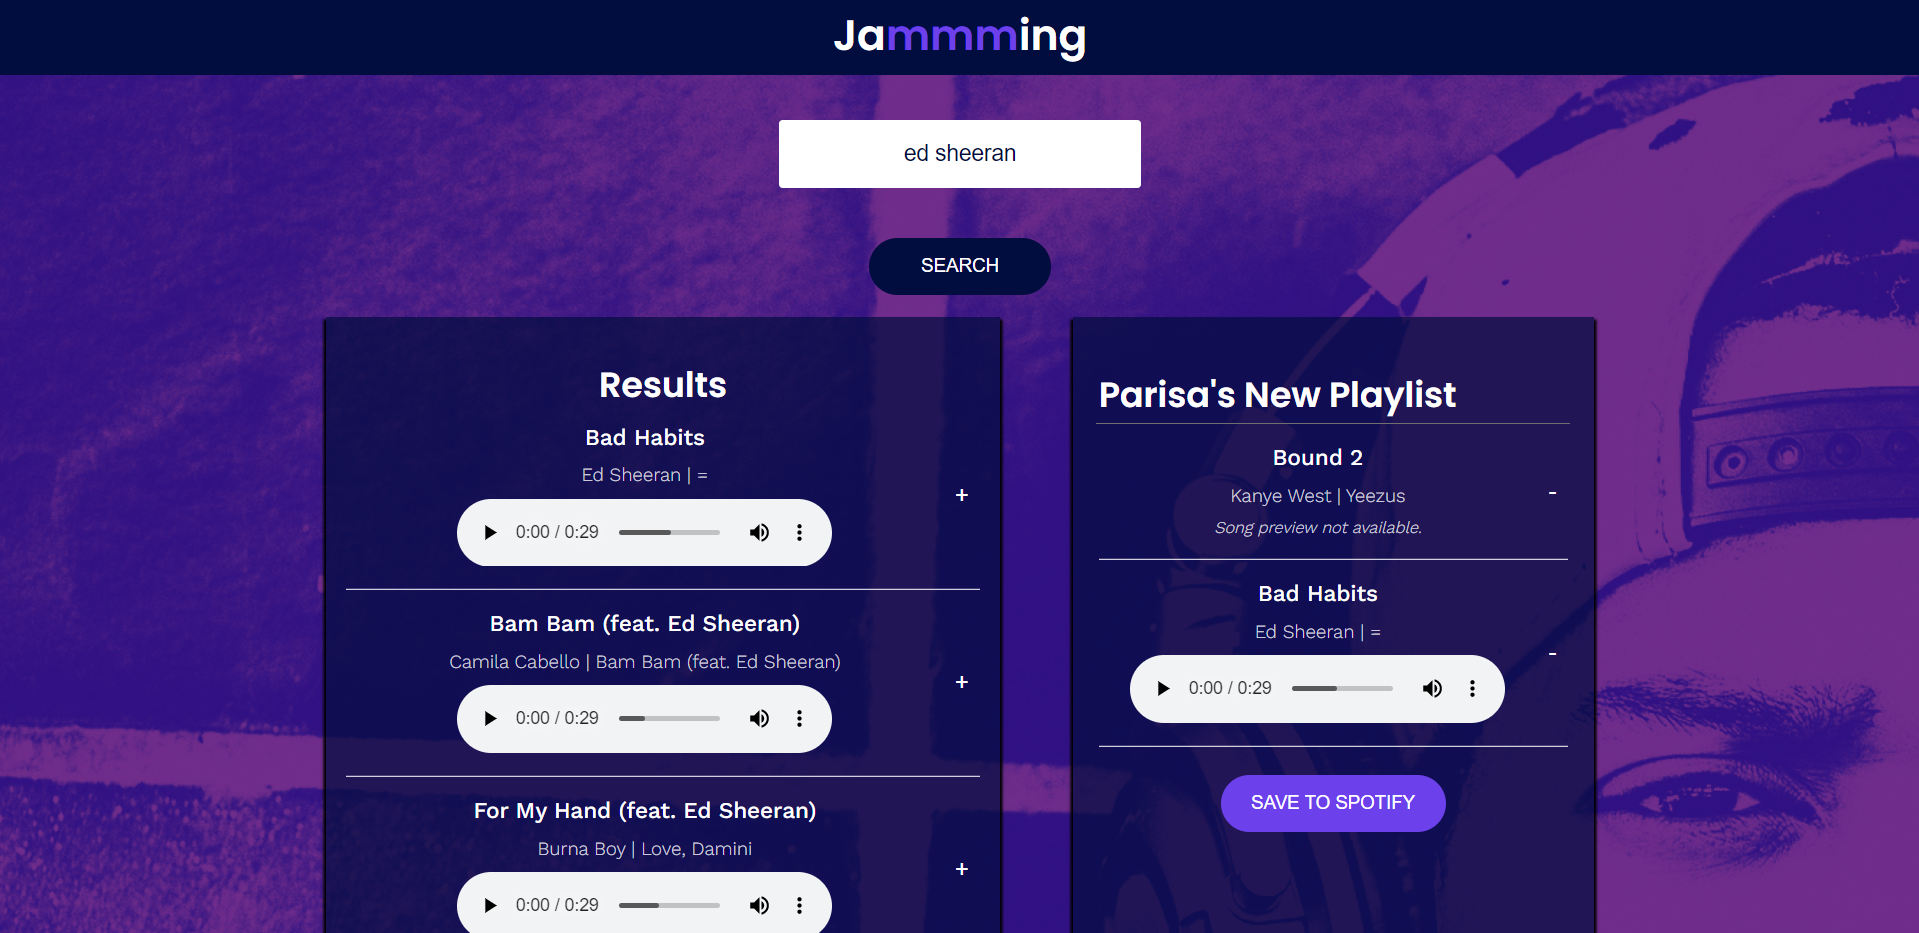 Jammming
ed sheeran
SEARCH
Results
Bad Habits
Ed Sheeran | =
+
0:00 / 0:29
Bam Bam (feat. Ed Sheeran)
Camila Cabello | Bam Bam (feat. Ed Sheeran)
+
0:00 / 0:29
For My Hand (feat. Ed Sheeran)
Burna Boy | Love, Damini
+
0:00 / 0:29
Parisa's New Playlist
Bound 2
Kanye West | Yeezus
-
Song preview not available.
Bad Habits
Ed Sheeran | =
-
0:00 / 0:29
SAVE TO SPOTIFY